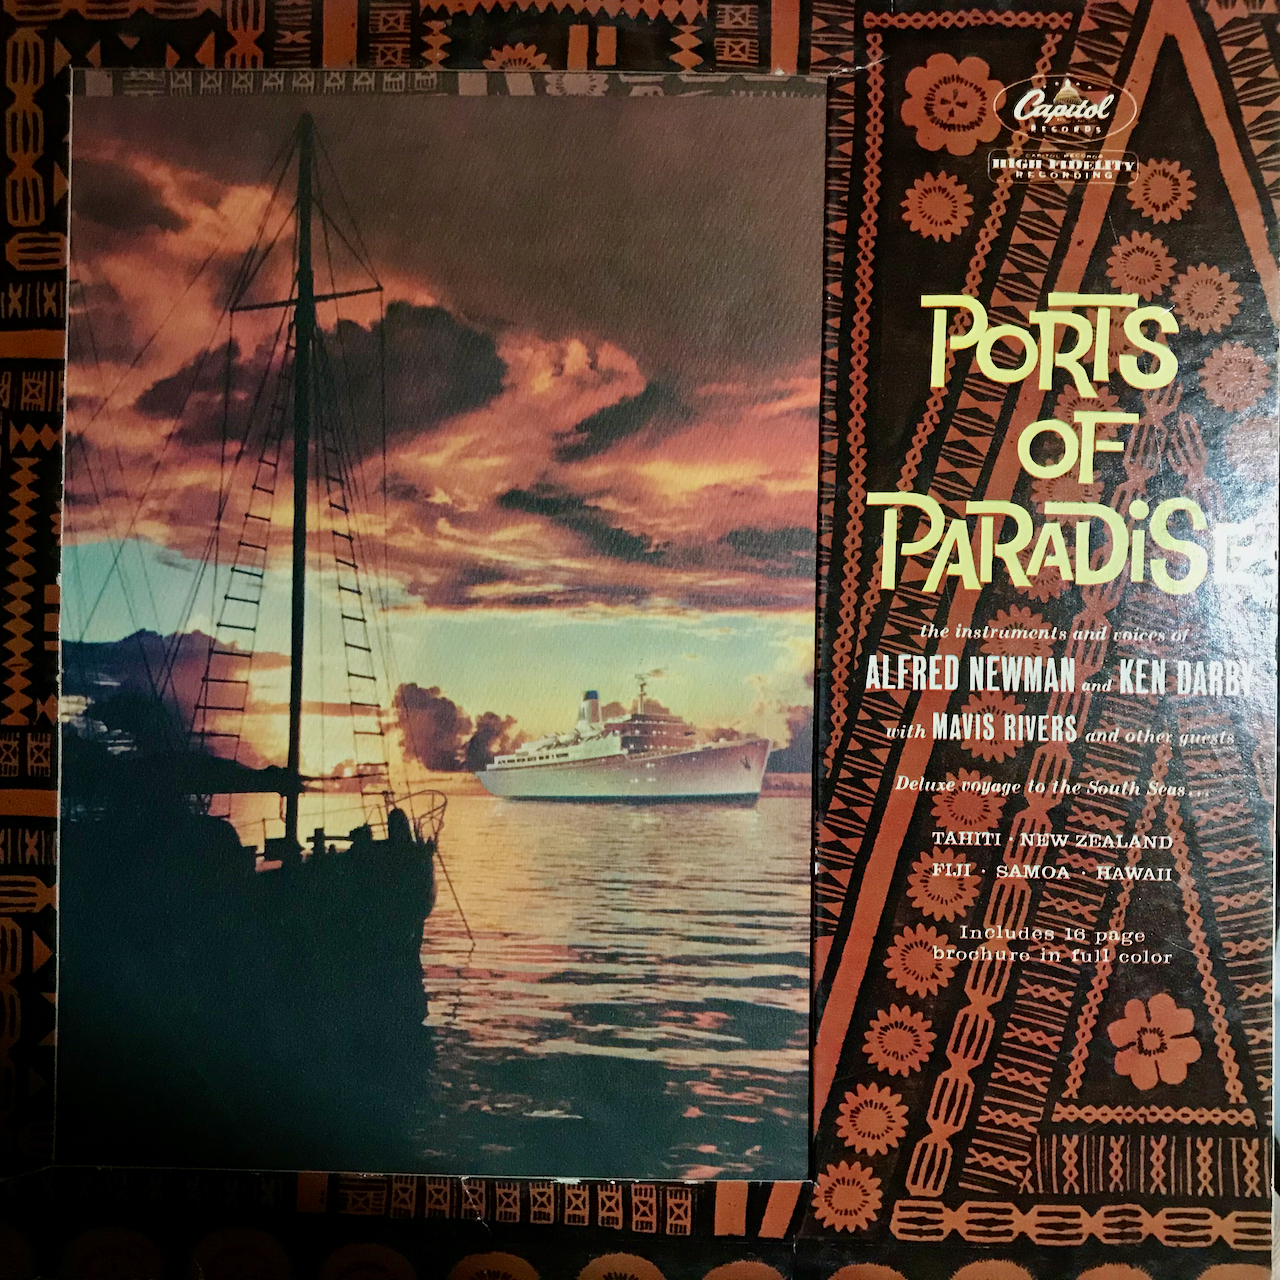 Capitol
RECORDS
CAPITOL RECORDS
HIGH FIDELITY
RECORDING
PORTS
OF
PARADiSE
the instruments and voices of
ALFRED NEWMAN and KEN DARBY
with MAVIS RIVERS and other guests
Deluxe voyage to the South Seas...
TAHITI · NEW ZEALAND
FIJI · SAMOA · HAWAII
Includes 16 page
brochure in full color